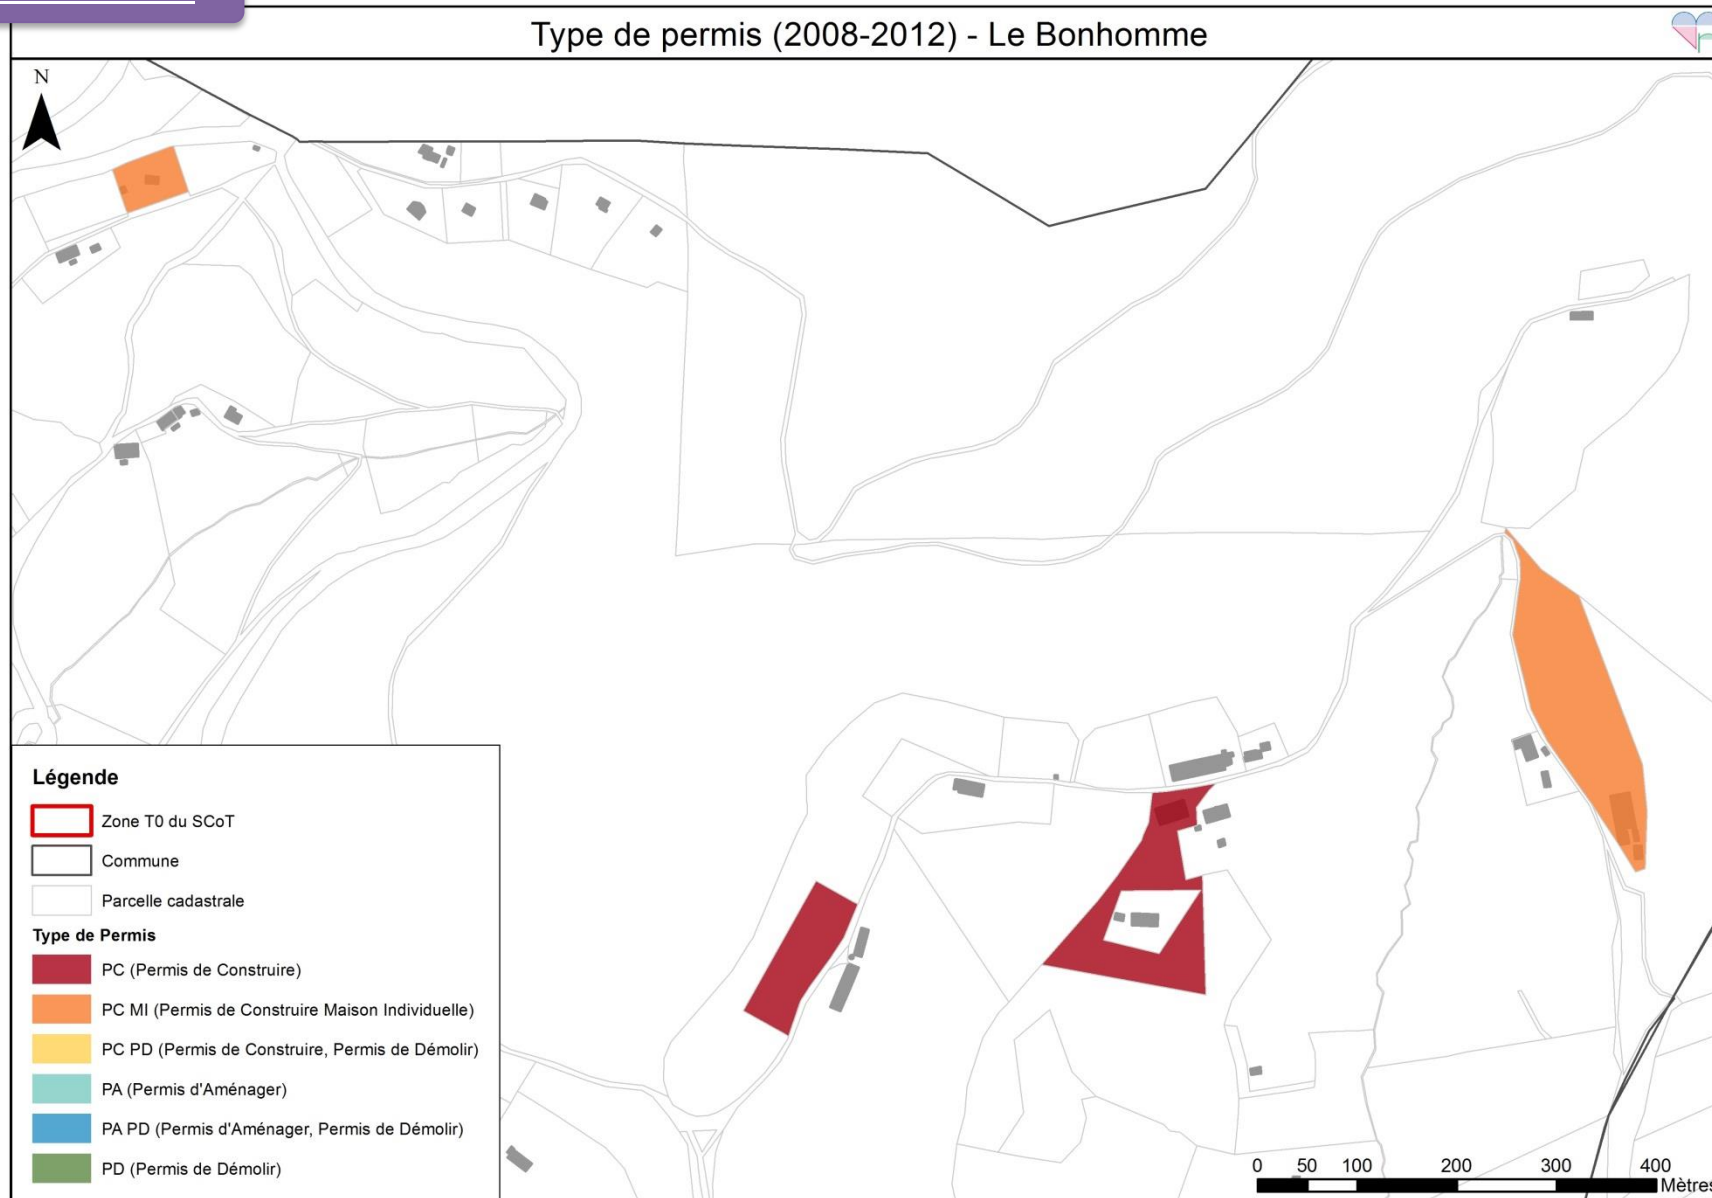 Type de permis (2008-2012) - Le Bonhomme
N
Légende
Zone T0 du SCoT
Commune
Parcelle cadastrale
Type de Permis
PC (Permis de Construire)
PC MI (Permis de Construire Maison Individuelle)
PC PD (Permis de Construire, Permis de Démolir)
PA (Permis d'Aménager)
PA PD (Permis d'Aménager, Permis de Démolir)
PD (Permis de Démolir)
0 50 100 200 300 400
Mètres